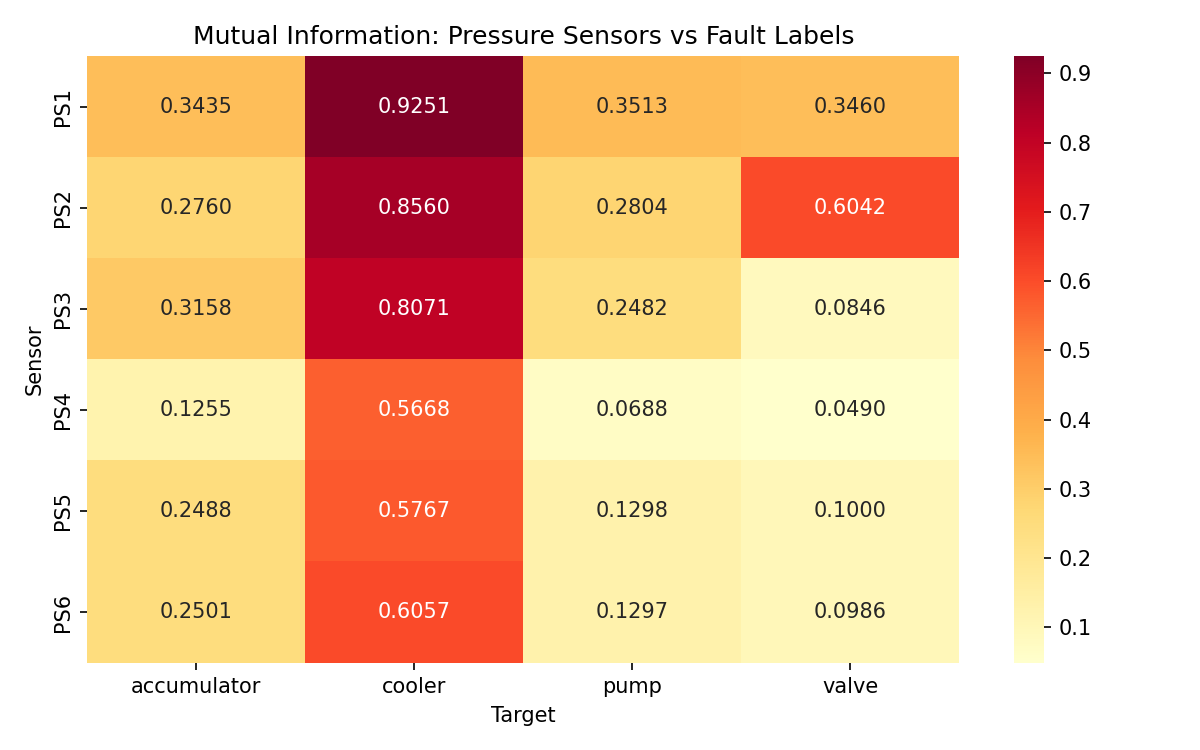 Mutual Information: Pressure Sensors vs Fault Labels
Sensor
PS1 0.3435 0.9251 0.3513 0.3460
PS2 0.2760 0.8560 0.2804 0.6042
PS3 0.3158 0.8071 0.2482 0.0846
PS4 0.1255 0.5668 0.0688 0.0490
PS5 0.2488 0.5767 0.1298 0.1000
PS6 0.2501 0.6057 0.1297 0.0986
accumulator cooler pump valve
Target
0.9
0.8
0.7
0.6
0.5
0.4
0.3
0.2
0.1